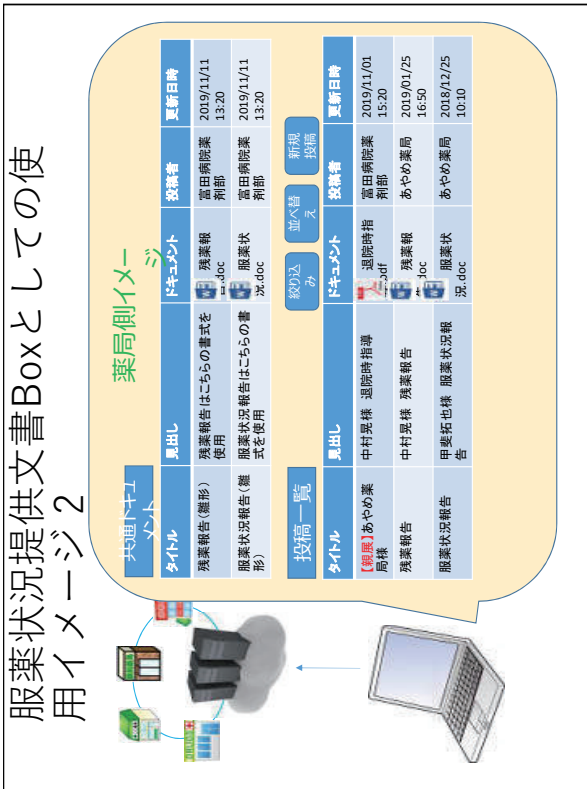 服薬状況提供文書Boxとしての使
用イメージ 2
薬局側イメー
ジ
共通ドキュ
メント
タイトル 見出し ドキュメント 投稿者 更新日時
残薬報告(雛形) 残薬報告はこちらの書式を 残薬報 富田病院薬 2019/11/11
使用 告.doc 剤部 13:20
服薬状況報告(雛 服薬状況報告はこちらの書 服薬状 富田病院薬 2019/11/11
形) 式を使用 況.doc 剤部 13:20
投稿一覧
絞り込
み
並べ替
え
新規
投稿
タイトル 見出し ドキュメント 投稿者 更新日時
【親展】あやめ薬 中村晃様 退院時指導 退院時指 富田病院薬 2019/11/01
局様 .pdf 剤部 15:20
残薬報告 中村晃様 残薬報告 残薬報 あやめ薬局 2019/01/25
.doc 16:50
服薬状況報告 甲斐拓也様 服薬状況報 服薬状 あやめ薬局 2018/12/25
告 況.doc 10:10